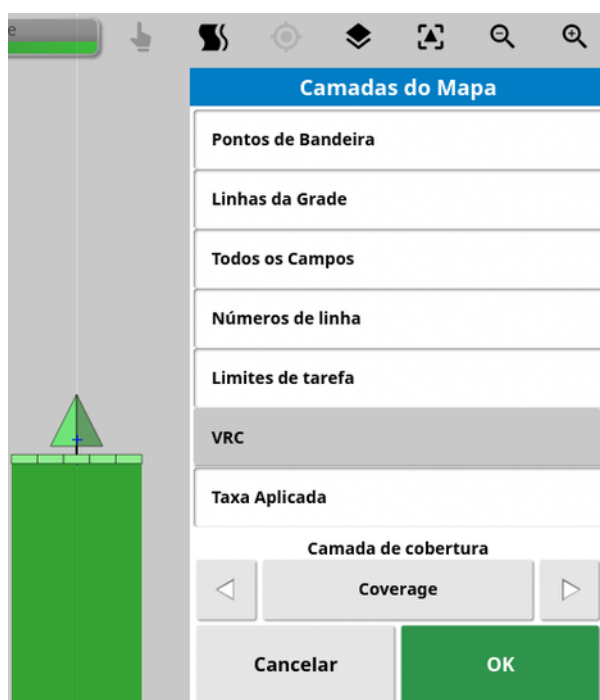 e
Camadas do Mapa
Pontos de Bandeira
Linhas da Grade
Todos os Campos
Números de linha
Limites de tarefa
VRC
Taxa Aplicada
Camada de cobertura
Coverage
Cancelar
OK